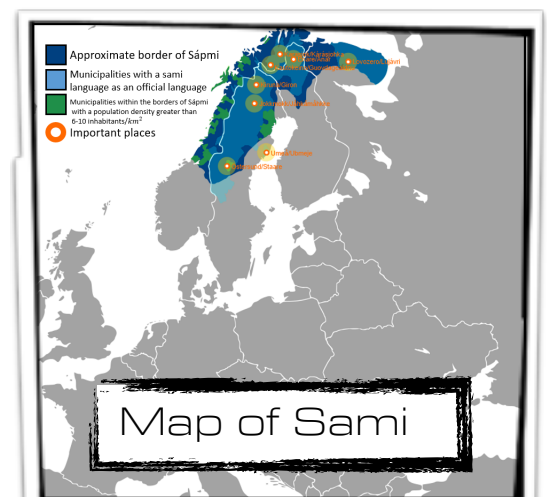 Approximate border of Sápmi
Municipalities with a sami
language as an official language
Municipalities within the borders of Sápmi
with a population density greater than
6-10 inhabitants/km²
Important places
Map of Sami